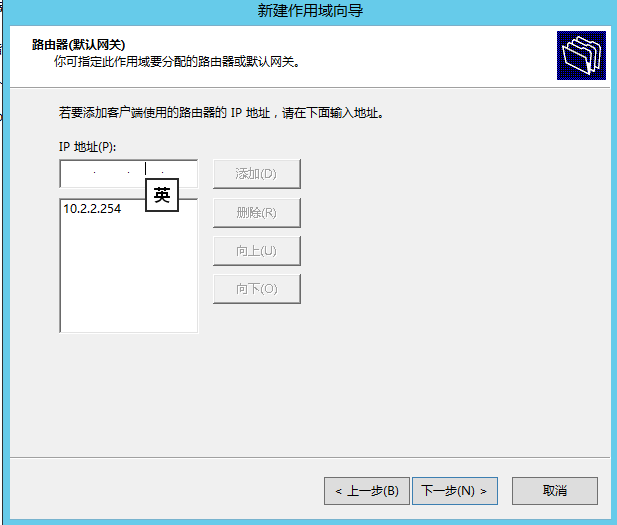 新建作用域向导
路由器(默认网关)
你可指定此作用域要分配的路由器或默认网关。
若要添加客户端使用的路由器的 IP 地址，请在下面输入地址。
IP 地址(P):
. . .
添加(D)
英
10.2.2.254
删除(R)
向上(U)
向下(O)
< 上一步(B)
下一步(N) >
取消